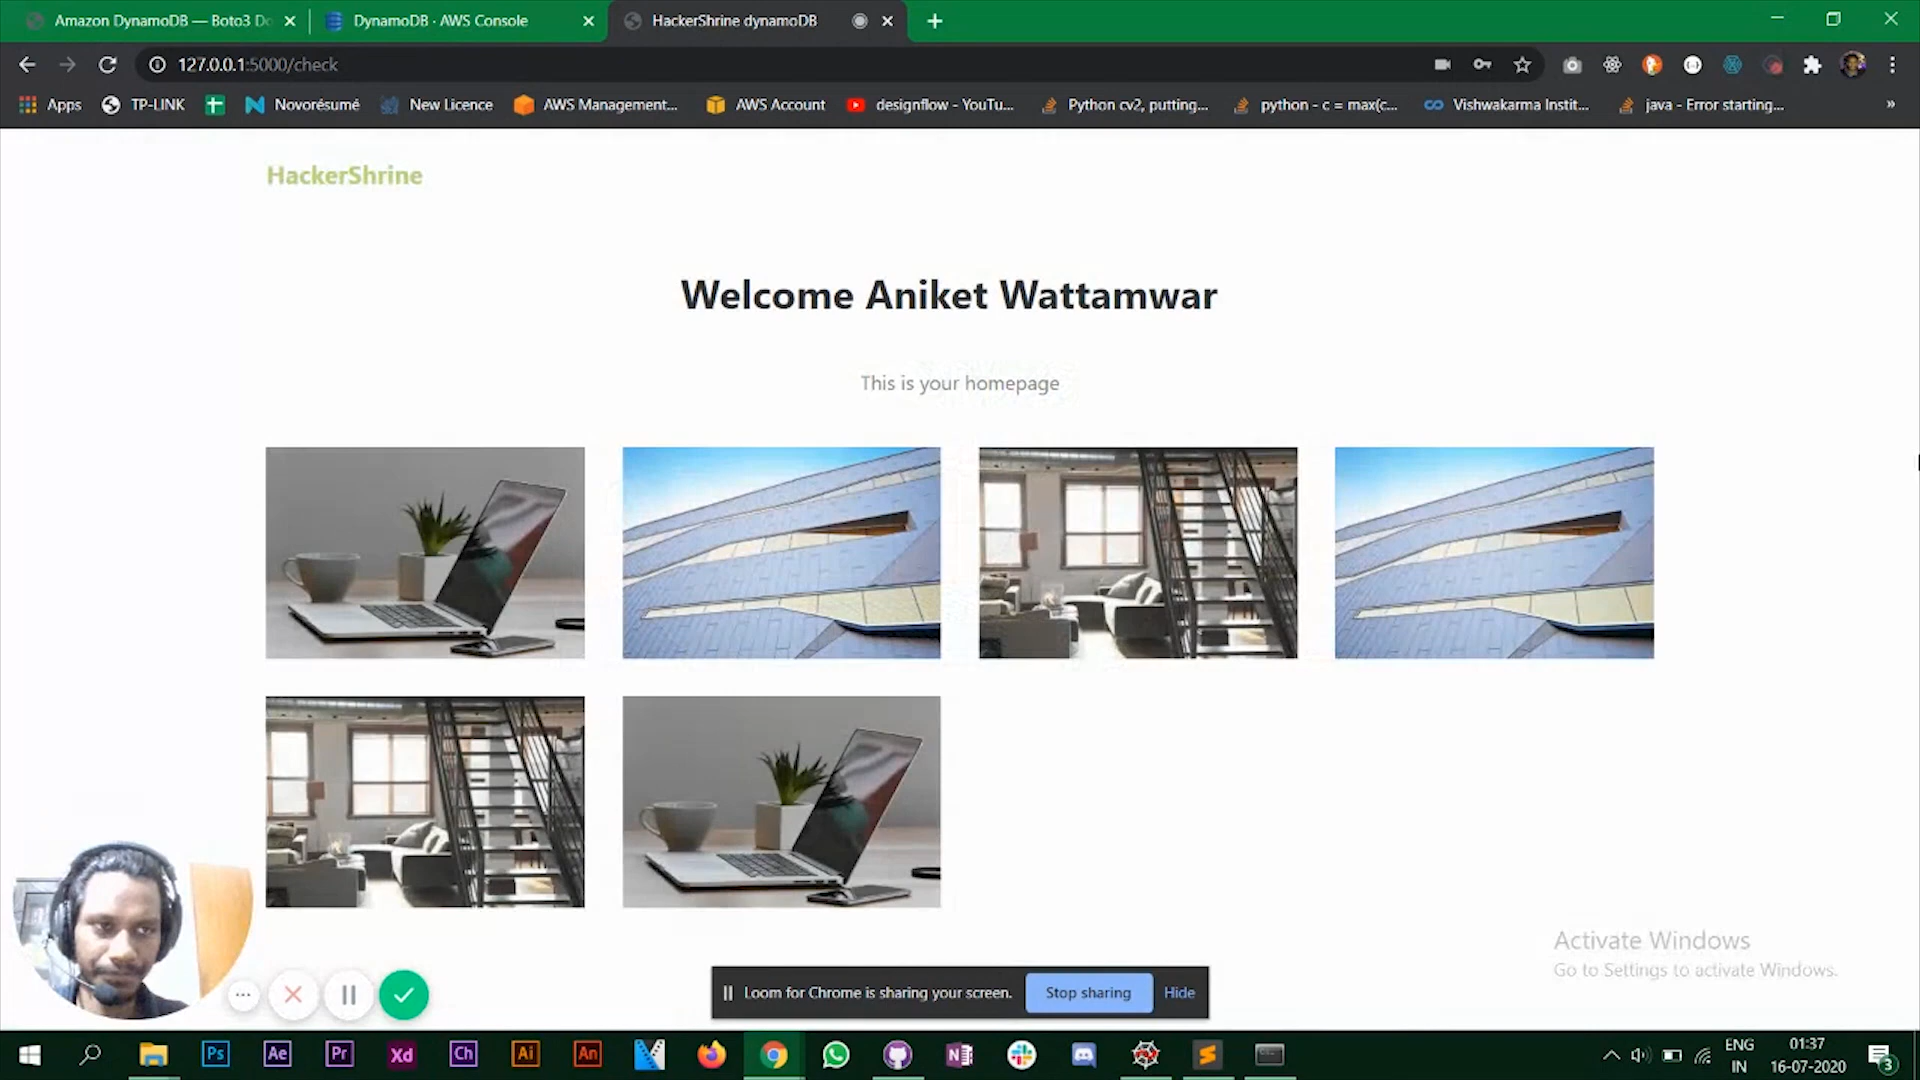 Amazon DynamoDB — Boto3 Do
DynamoDB · AWS Console
HackerShrine dynamoDB
127.0.0.1:5000/check
Apps
TP-LINK
Novorésumé
New Licence
AWS Management...
AWS Account
designflow - YouTu...
Python cv2, putting...
python - c = max(c...
Vishwakarma Instit...
java - Error starting...
»
HackerShrine
Welcome Aniket Wattamwar
This is your homepage
Activate Windows
Go to Settings to activate Windows.
Loom for Chrome is sharing your screen.
Stop sharing
Hide
Ps
Ae
Pr
Xd
Ch
Ai
An
ENG
IN
01:37
16-07-2020
3